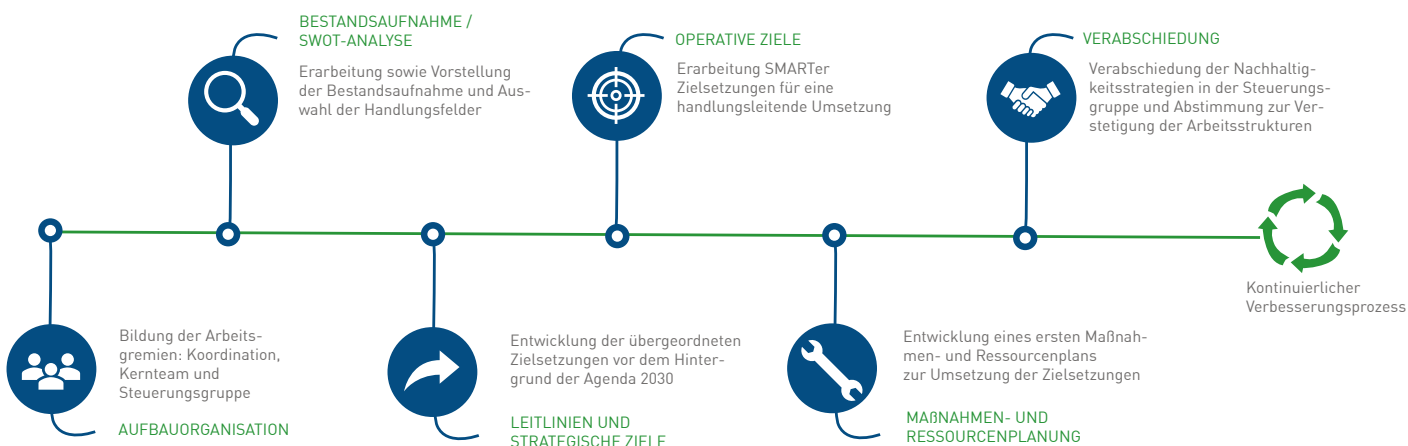 BESTANDSAUFNAHME /
SWOT-ANALYSE
Erarbeitung sowie Vorstellung
der Bestandsaufnahme und Aus-
wahl der Handlungsfelder
OPERATIVE ZIELE
Erarbeitung SMARTer
Zielsetzungen für eine
handlungsleitende Umsetzung
VERABSCHIEDUNG
Verabschiedung der Nachhaltig-
keitsstrategien in der Steuerungs-
gruppe und Abstimmung zur Ver-
stetigung der Arbeitsstrukturen
Kontinuierlicher
Verbesserungsprozess
Bildung der Arbeits-
gremien: Koordination,
Kernteam und
Steuerungsgruppe
AUFBAUORGANISATION
Entwicklung der übergeordneten
Zielsetzungen vor dem Hinter-
grund der Agenda 2030
LEITLINIEN UND
STRATEGISCHE ZIELE
Entwicklung eines ersten Maßnah-
men- und Ressourcenplans
zur Umsetzung der Zielsetzungen
MAßNAHMEN- UND
RESSOURCENPLANUNG